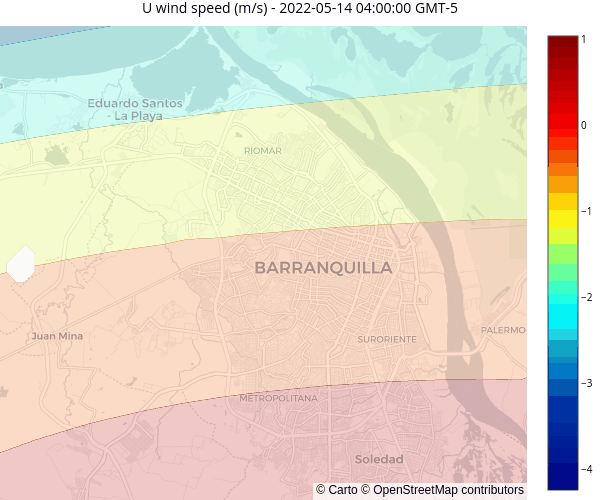 U wind speed (m/s) - 2022-05-14 04:00:00 GMT-5
1
Eduardo Santos
- La Playa
0
RIOMAR
−1
BARRANQUILLA
−2
Juan Mina
PALERMO
SURORIENTE
−3
METROPOLITANA
Soledad
−4
© Carto © OpenStreetMap contributors